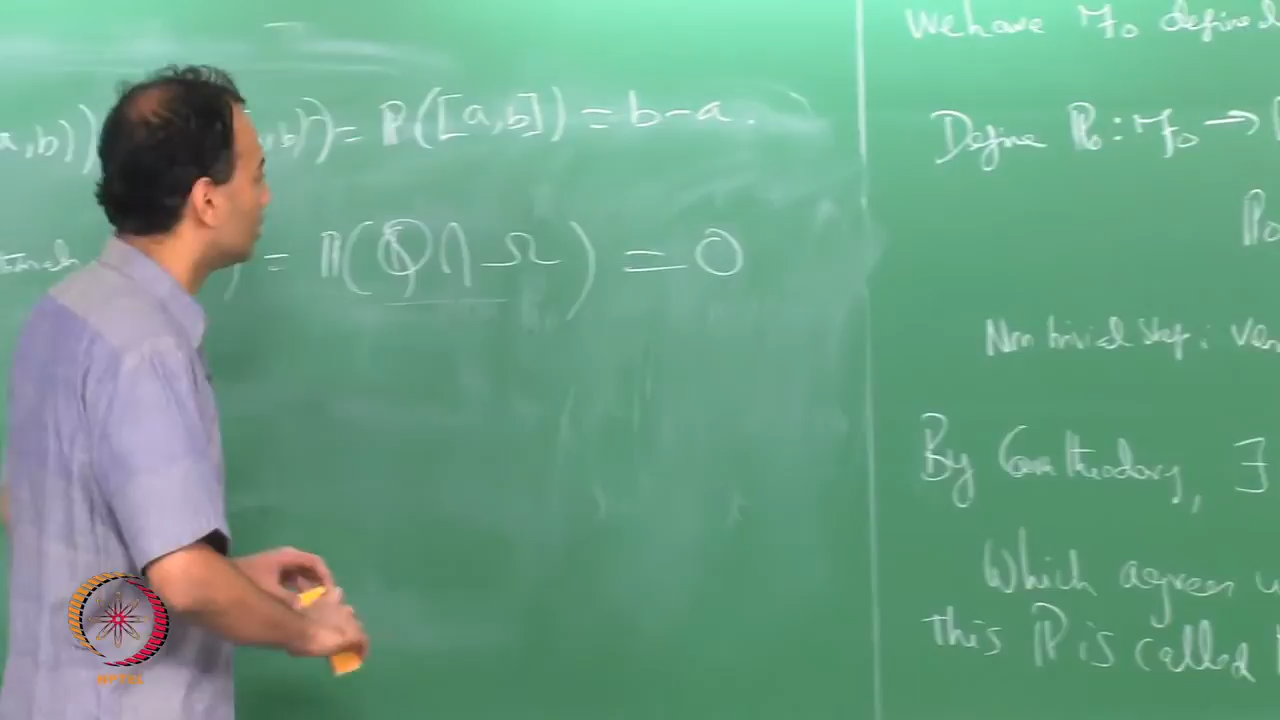 a,b)) ,b)) = ℙ([a,b]) = b-a.
) = ℙ(ℚ∩Ω) = 0
We have ℱ₀ defined
Define ℙ₀ : ℱ₀ →
ℙ₀
Non trivial step : Ver
By Caratheodory, ∃
Which agrees
this ℙ is called
NPTEL